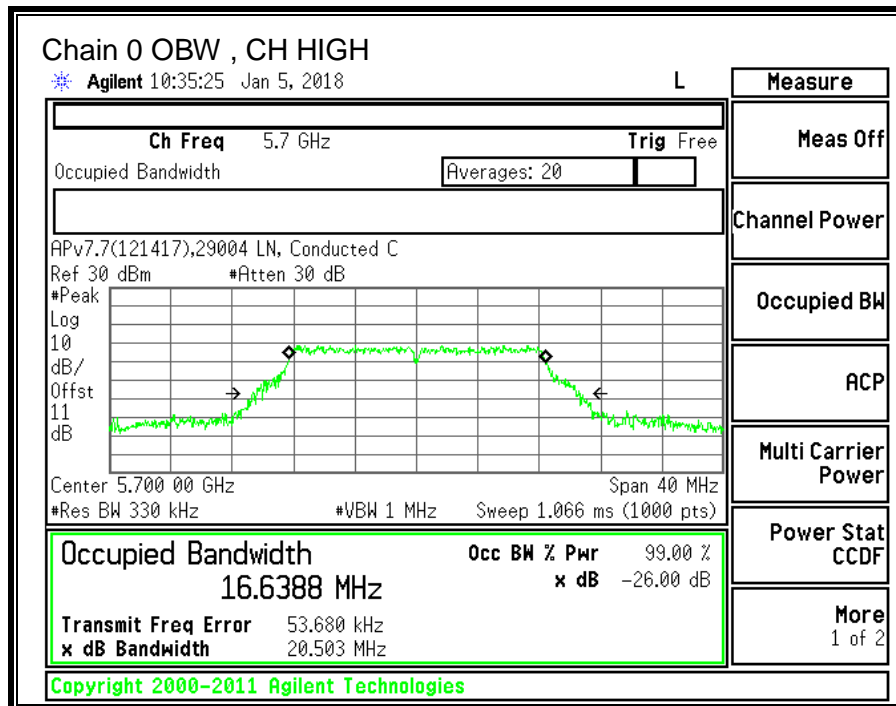 Chain 0 OBW , CH HIGH
Agilent 10:35:25 Jan 5, 2018 L
Measure
Ch Freq 5.7 GHz Trig Free
Meas Off
Occupied Bandwidth Averages: 20
Channel Power
APv7.7(121417),29004 LN, Conducted C
Ref 30 dBm #Atten 30 dB
#Peak
Log
10
dB/
Offst
11
dB
Occupied BW
ACP
Multi Carrier
Power
Center 5.700 00 GHz Span 40 MHz
#Res BW 330 kHz #VBW 1 MHz Sweep 1.066 ms (1000 pts)
Power Stat
CCDF
Occupied Bandwidth Occ BW % Pwr 99.00 %
16.6388 MHz x dB -26.00 dB
Transmit Freq Error 53.680 kHz
x dB Bandwidth 20.503 MHz
More
1 of 2
Copyright 2000-2011 Agilent Technologies